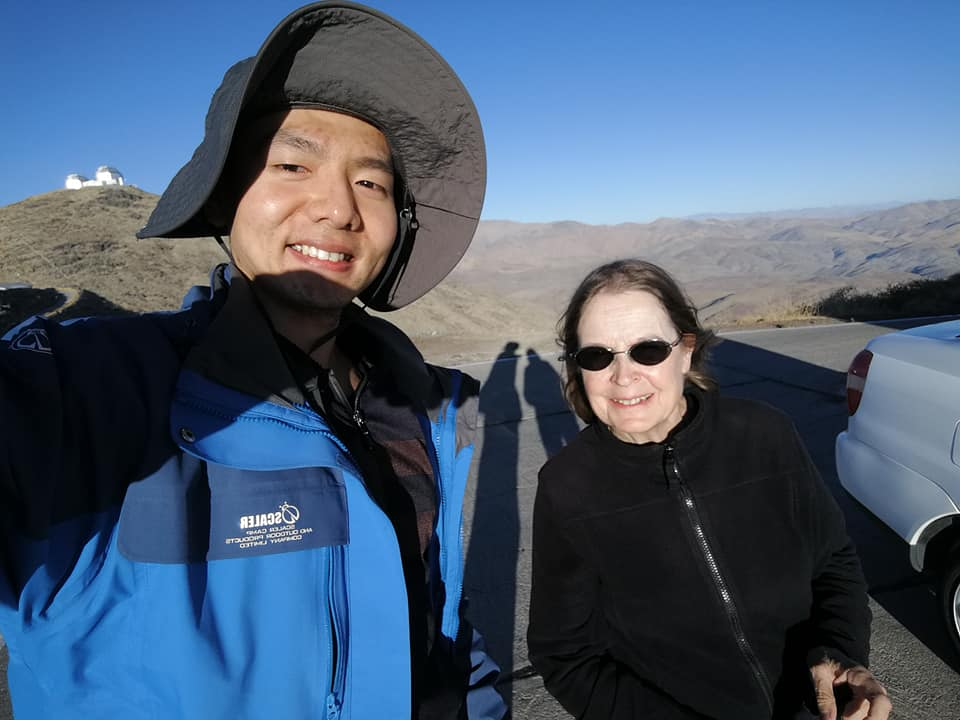 SCALER
SCALER CAMP
AND OUTDOOR PRODUCTS
COMPANY LIMITED